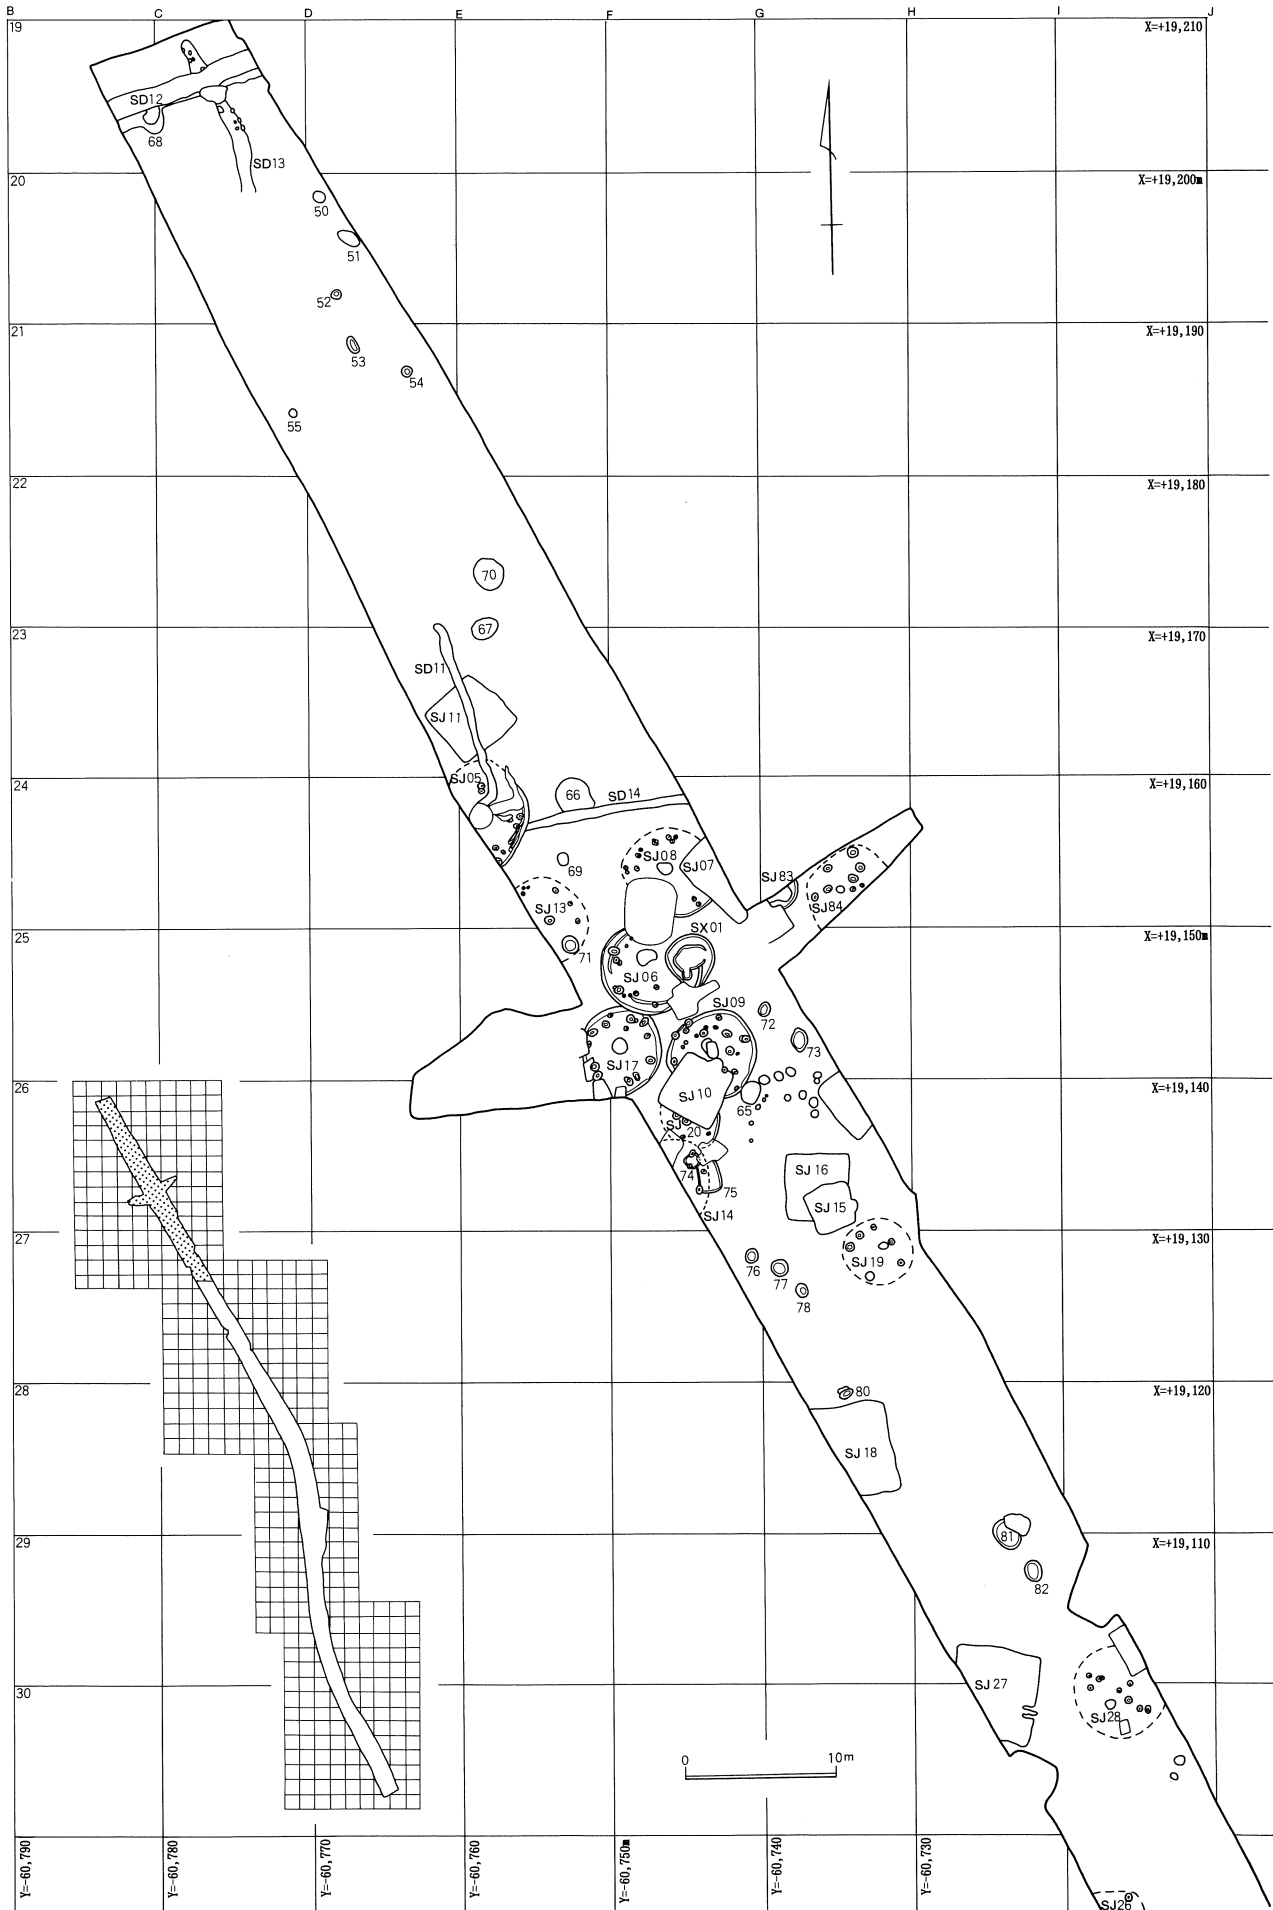 B C D E F G H I J
19 X=+19,210
SD12
68
SD13
20 X=+19,200m
50
51
52
21 X=+19,190
53
54
55
22 X=+19,180
70
23 67 X=+19,170
SD11
SJ11
24 SJ05 X=+19,160
66 SD14
69 SJ08 SJ07 SJ83
SJ13 SJ84
25 SX01 X=+19,150m
71 SJ06
SJ09 72
73
SJ17
26 SJ10 65 X=+19,140
SJ
20
74 SJ16
75 SJ15
SJ14
27 X=+19,130
76 77 SJ19
78
28 80 X=+19,120
SJ18
29 81 X=+19,110
82
30 SJ27
SJ28
0 10m
Y=-60,790 Y=-60,780 Y=-60,770 Y=-60,760 Y=-60,750m Y=-60,740 Y=-60,730
SJ26